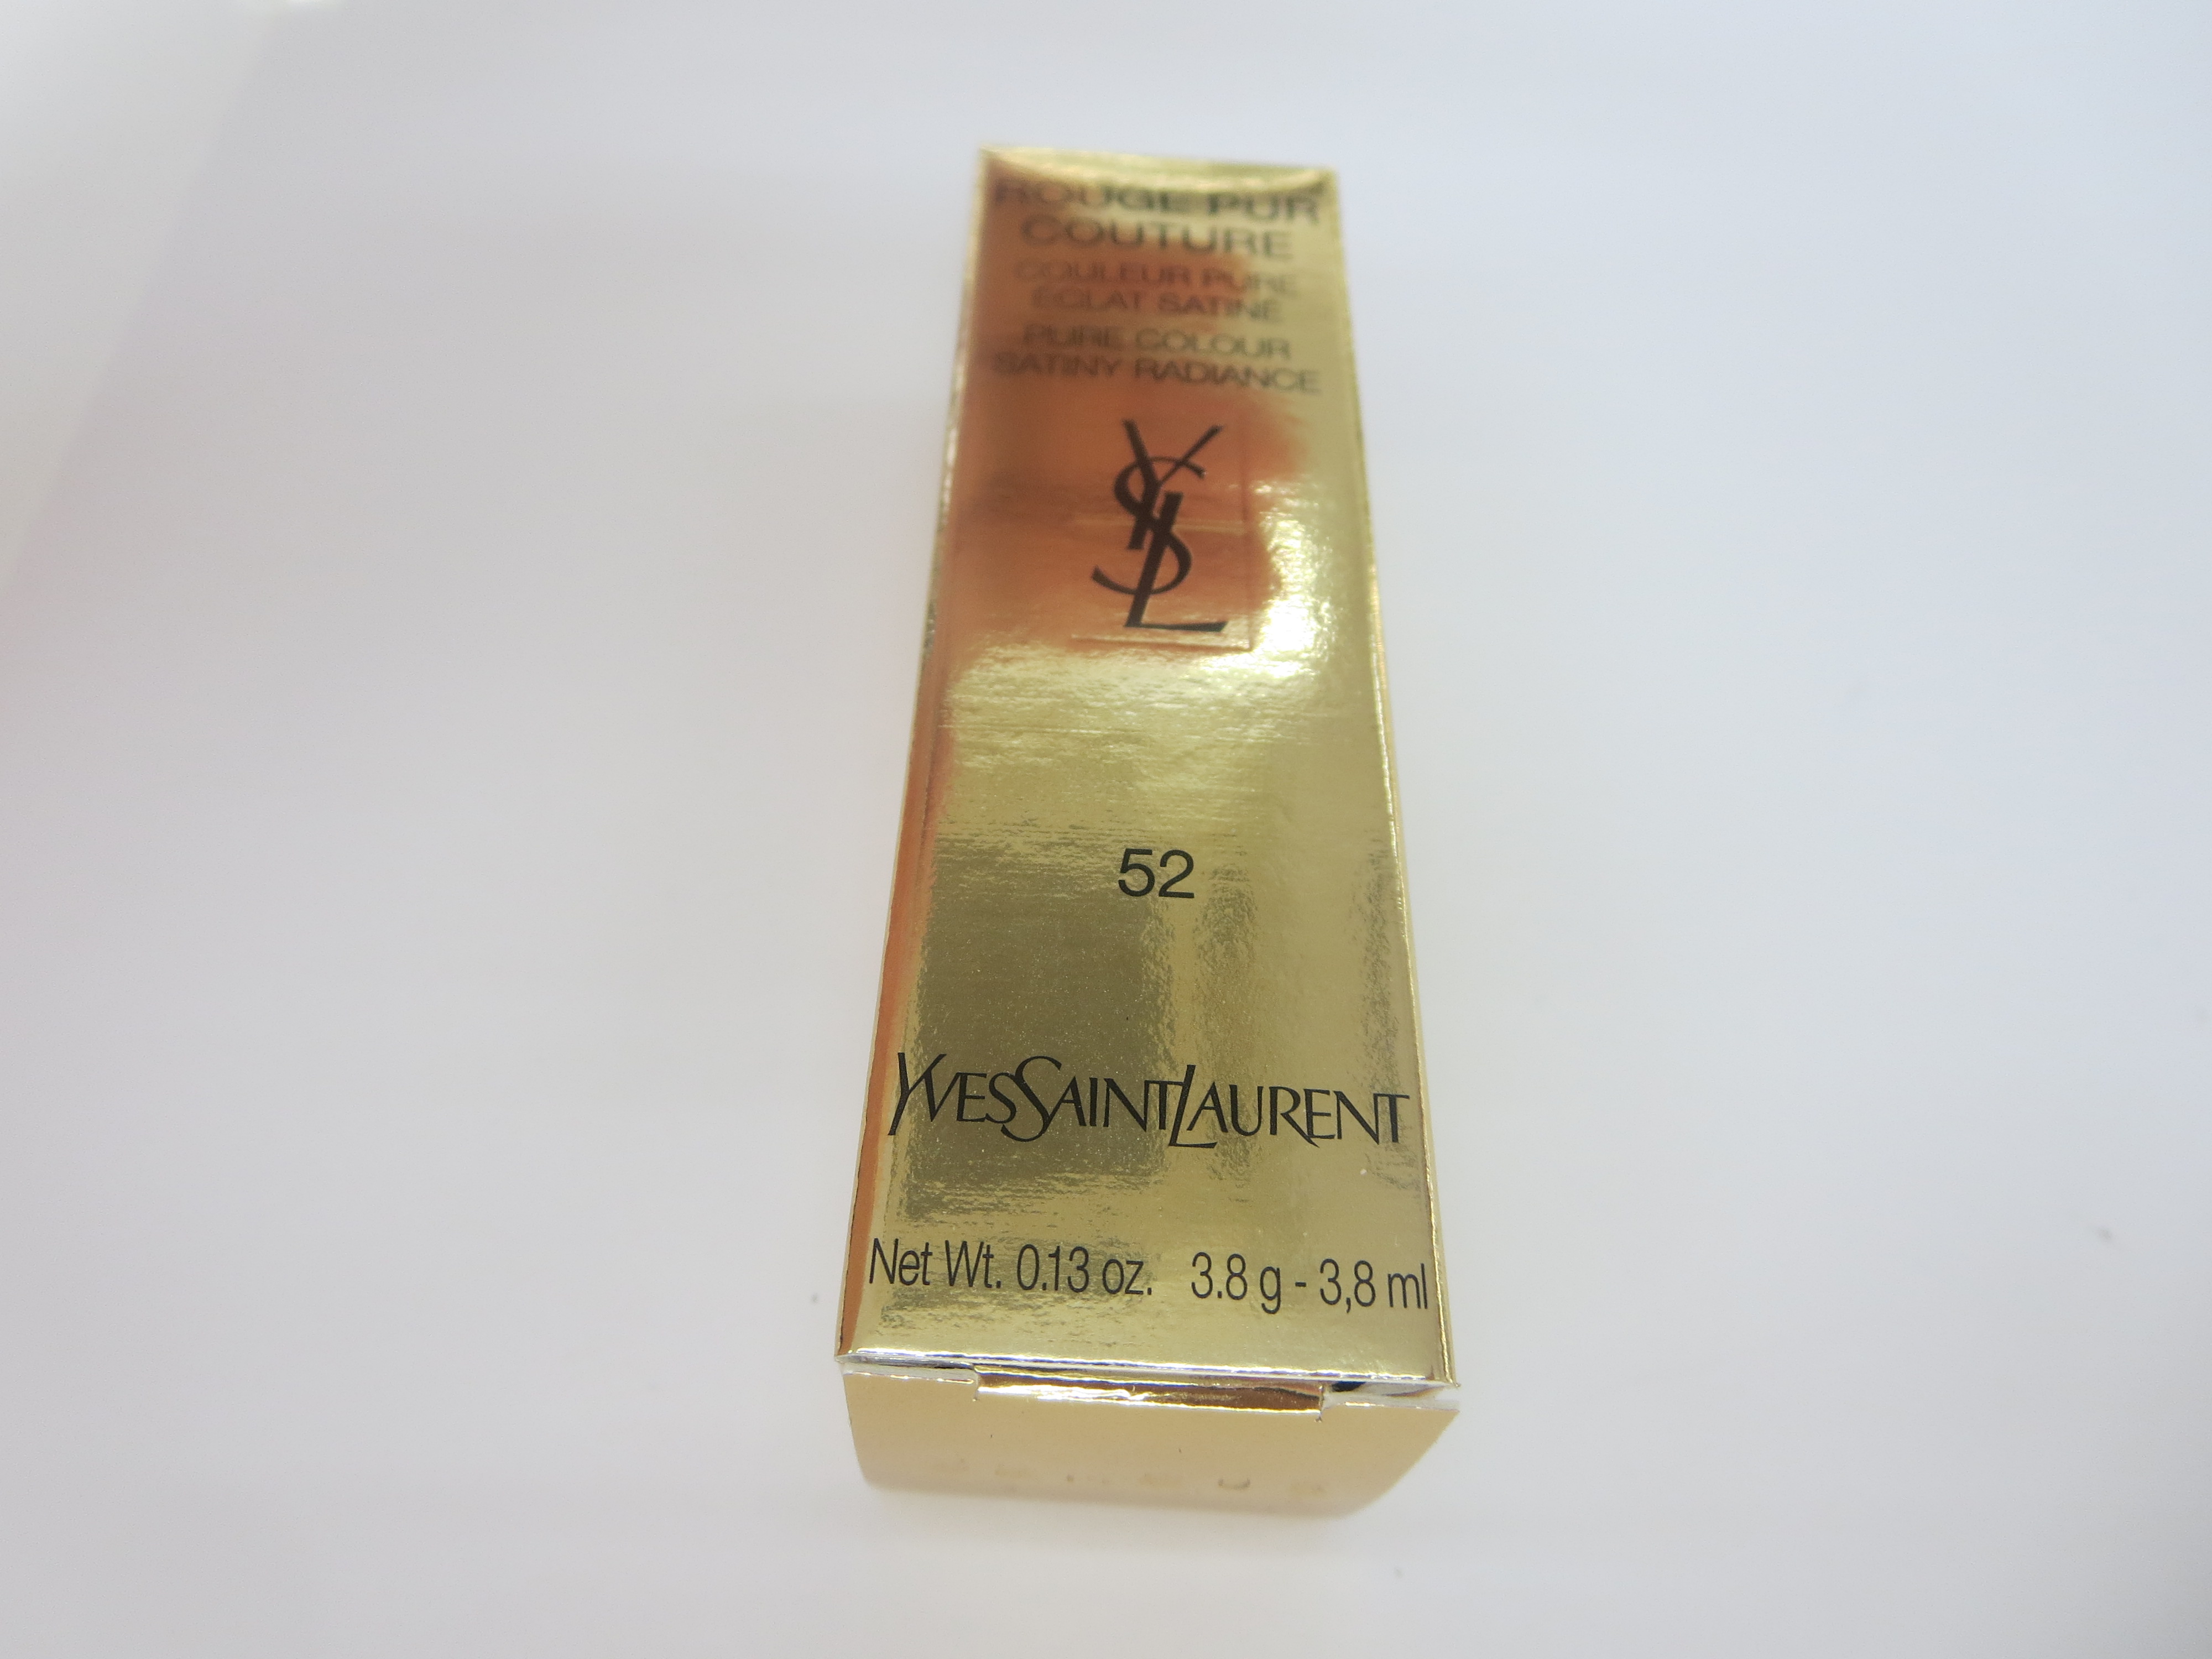 ROUGE PUR
COUTURE
COULEUR PURE
ÉCLAT SATINÉ
PURE COLOUR
SATINY RADIANCE
YSL
52
YVESSAINTLAURENT
Net Wt. 0.13 oz. 3.8 g - 3,8 ml